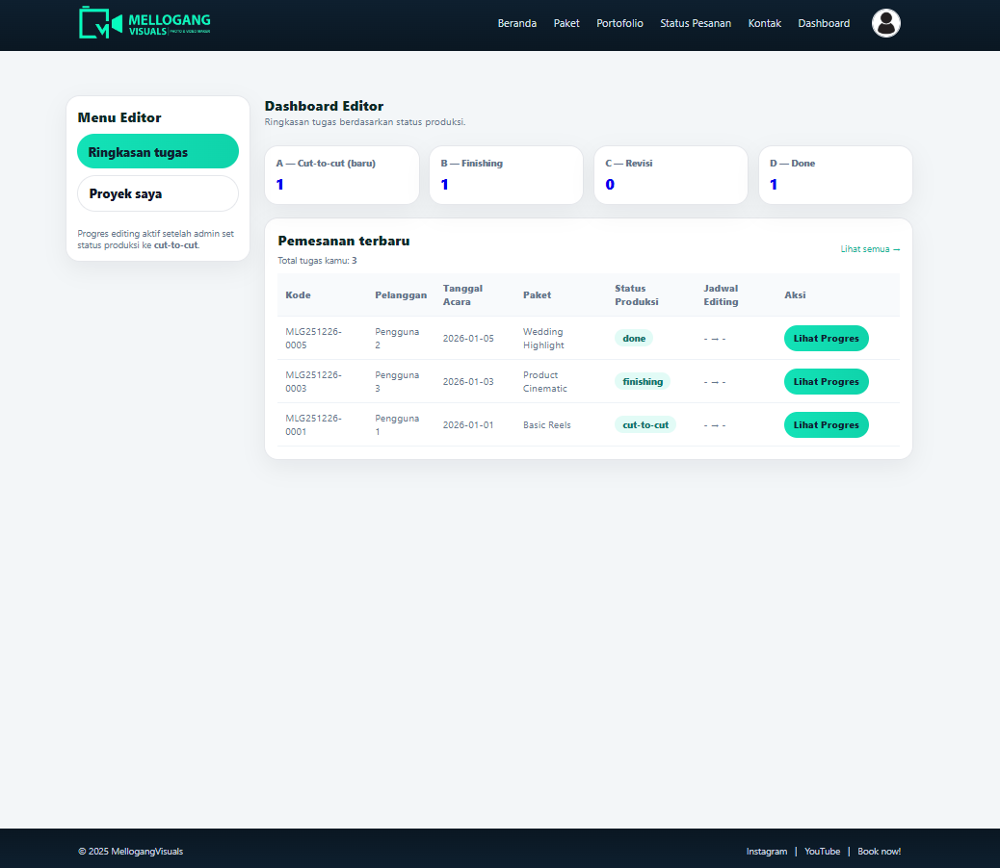 MELLOGANG
VISUALS | PHOTO & VIDEO MAKER
Beranda Paket Portofolio Status Pesanan Kontak Dashboard
Menu Editor
Ringkasan tugas
Proyek saya
Progres editing aktif setelah admin set
status produksi ke cut-to-cut.
Dashboard Editor
Ringkasan tugas berdasarkan status produksi.
A — Cut-to-cut (baru)
1
B — Finishing
1
C — Revisi
0
D — Done
1
Pemesanan terbaru
Total tugas kamu: 3
Lihat semua →
Kode Pelanggan Tanggal Acara Paket Status Produksi Jadwal Editing Aksi
MLG251226-0005 Pengguna 2 2026-01-05 Wedding Highlight done - → - Lihat Progres
MLG251226-0003 Pengguna 3 2026-01-03 Product Cinematic finishing - → - Lihat Progres
MLG251226-0001 Pengguna 1 2026-01-01 Basic Reels cut-to-cut - → - Lihat Progres
© 2025 MellogangVisuals
Instagram | YouTube | Book now!